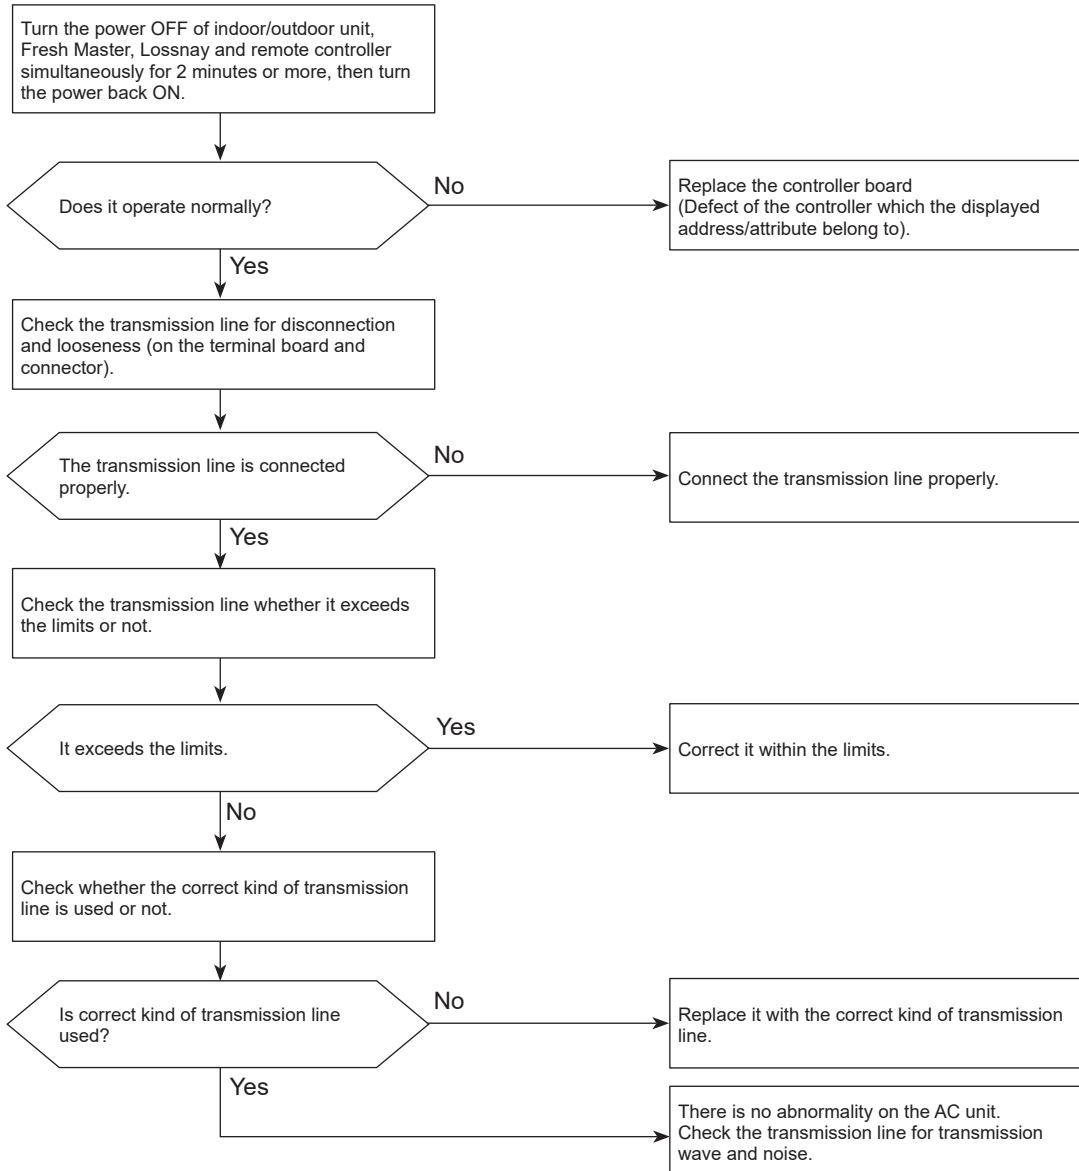 Turn the power OFF of indoor/outdoor unit,
Fresh Master, Lossnay and remote controller
simultaneously for 2 minutes or more, then turn
the power back ON.
Does it operate normally?
No
Replace the controller board
(Defect of the controller which the displayed
address/attribute belong to).
Yes
Check the transmission line for disconnection
and looseness (on the terminal board and
connector).
The transmission line is connected
properly.
No
Connect the transmission line properly.
Yes
Check the transmission line whether it exceeds
the limits or not.
It exceeds the limits.
Yes
Correct it within the limits.
No
Check whether the correct kind of transmission
line is used or not.
Is correct kind of transmission line
used?
No
Replace it with the correct kind of transmission
line.
Yes
There is no abnormality on the AC unit.
Check the transmission line for transmission
wave and noise.